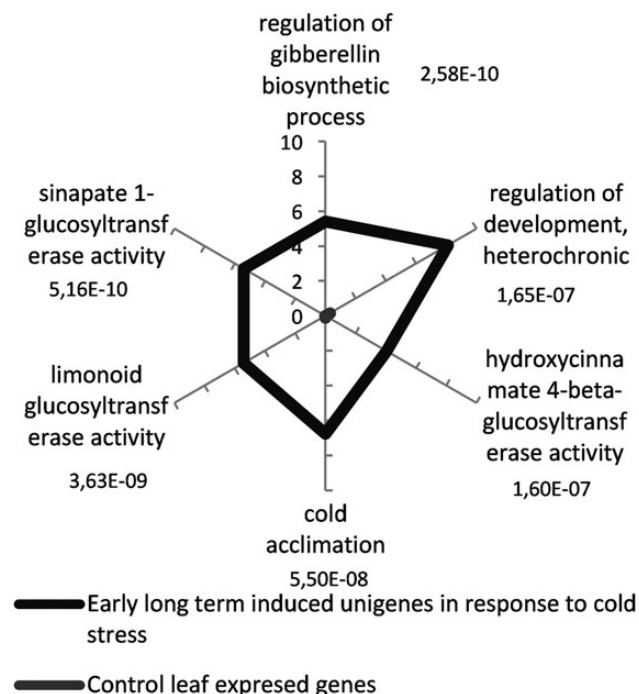 regulation of
gibberellin
biosynthetic
process
2,58E-10
regulation of
development,
heterochronic
1,65E-07
hydroxycinna
mate 4-beta-
glucosyltransf
erase activity
1,60E-07
cold
acclimation
5,50E-08
limonoid
glucosyltransf
erase activity
3,63E-09
sinapate 1-
glucosyltransf
erase activity
5,16E-10
10
8
6
4
2
0
Early long term induced unigenes in response to cold
stress
Control leaf expresed genes